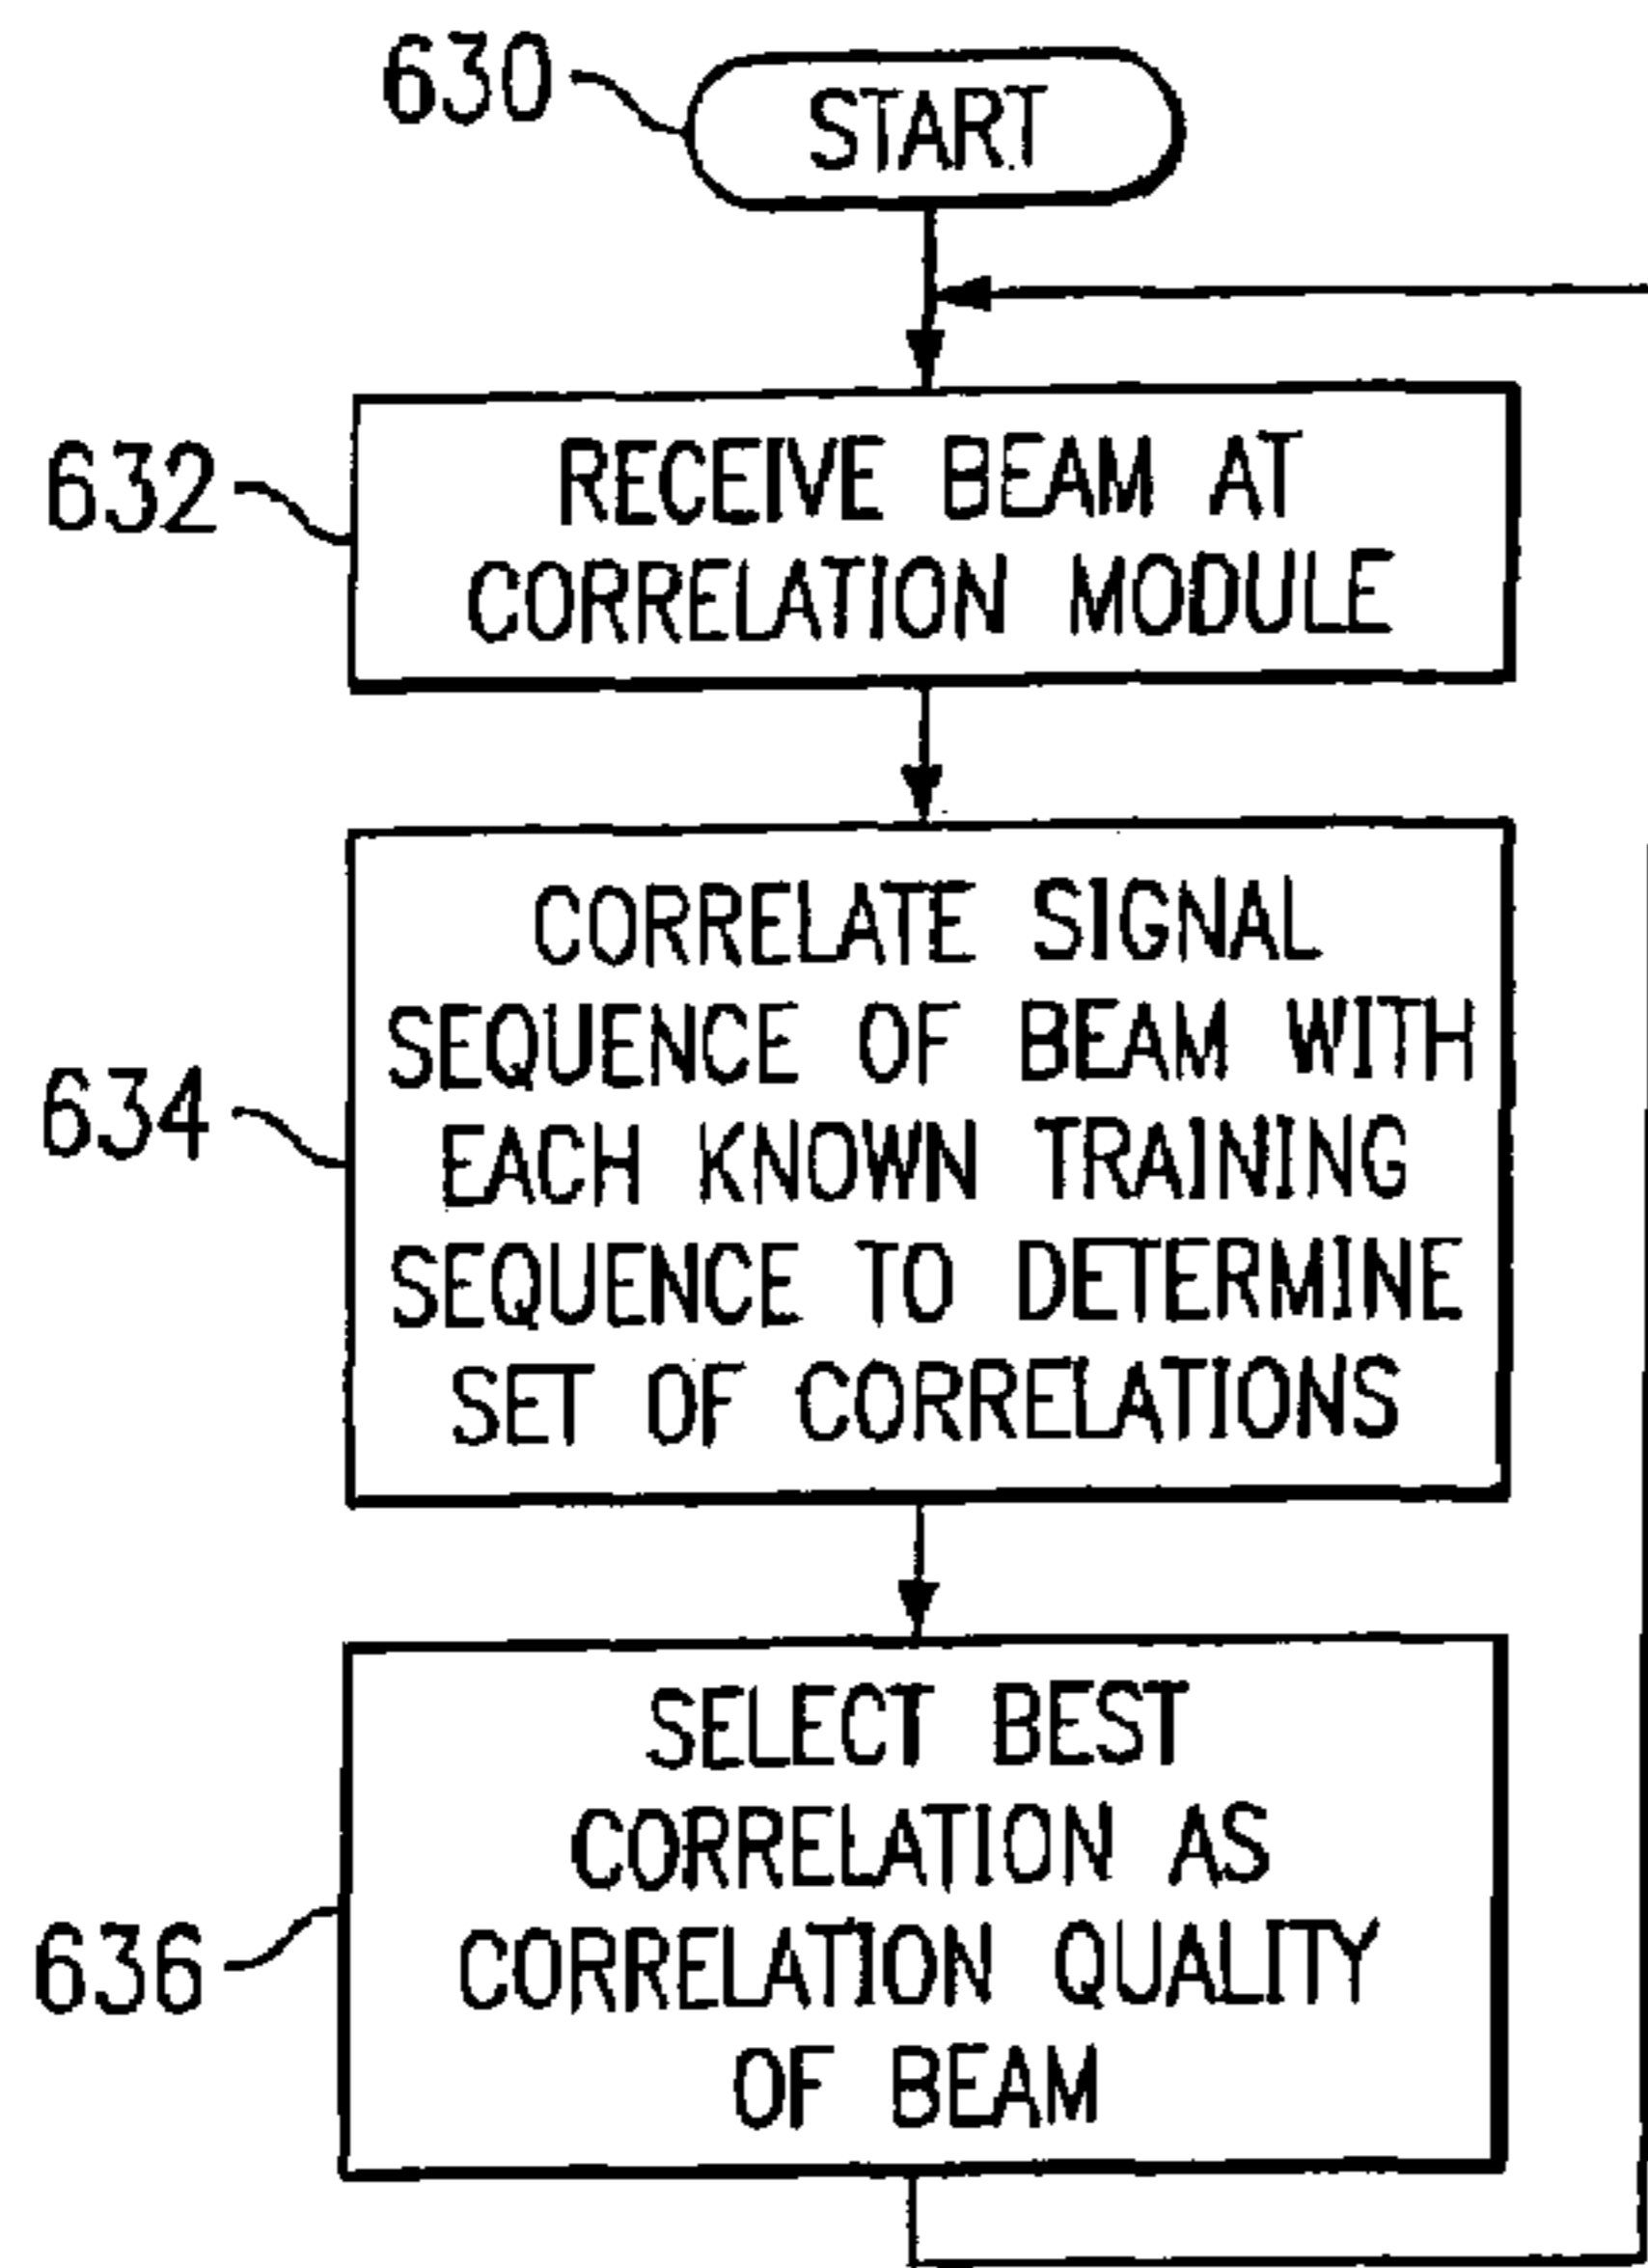 630
START
632
RECEIVE BEAM AT
CORRELATION MODULE
634
CORRELATE SIGNAL
SEQUENCE OF BEAM WITH
EACH KNOWN TRAINING
SEQUENCE TO DETERMINE
SET OF CORRELATIONS
636
SELECT BEST
CORRELATION AS
CORRELATION QUALITY
OF BEAM